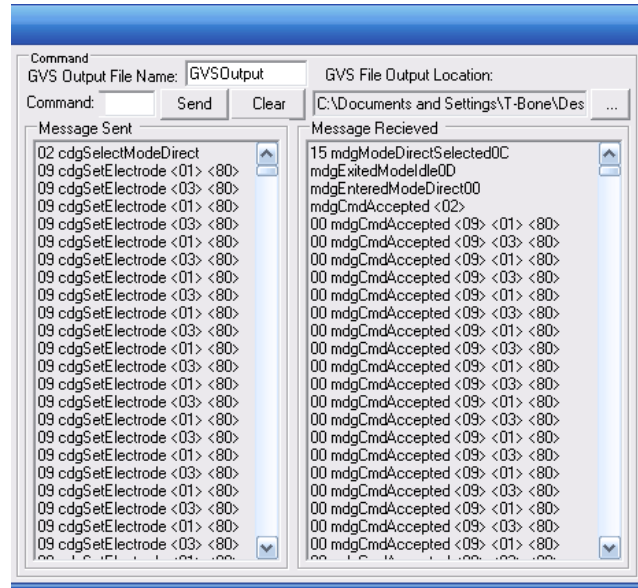 Command
GVS Output File Name: GVSOutput
GVS File Output Location:
Command: Send Clear
C:\Documents and Settings\T-Bone\Des ...
Message Sent
02 cdgSelectModeDirect
09 cdgSetElectrode <01> <80>
09 cdgSetElectrode <03> <80>
09 cdgSetElectrode <01> <80>
09 cdgSetElectrode <03> <80>
09 cdgSetElectrode <01> <80>
09 cdgSetElectrode <03> <80>
09 cdgSetElectrode <01> <80>
09 cdgSetElectrode <03> <80>
09 cdgSetElectrode <01> <80>
09 cdgSetElectrode <03> <80>
09 cdgSetElectrode <01> <80>
09 cdgSetElectrode <03> <80>
09 cdgSetElectrode <01> <80>
09 cdgSetElectrode <03> <80>
09 cdgSetElectrode <01> <80>
09 cdgSetElectrode <03> <80>
09 cdgSetElectrode <01> <80>
09 cdgSetElectrode <03> <80>
09 cdgSetElectrode <01> <80>
09 cdgSetElectrode <03> <80>
09 cdgSetElectrode <01> <80>
09 cdgSetElectrode <03> <80>
Message Recieved
15 mdgModeDirectSelected0C
mdgExitedModeIdle0D
mdgEnteredModeDirect00
mdgCmdAccepted <02>
00 mdgCmdAccepted <09> <01> <80>
00 mdgCmdAccepted <09> <03> <80>
00 mdgCmdAccepted <09> <01> <80>
00 mdgCmdAccepted <09> <03> <80>
00 mdgCmdAccepted <09> <01> <80>
00 mdgCmdAccepted <09> <03> <80>
00 mdgCmdAccepted <09> <01> <80>
00 mdgCmdAccepted <09> <03> <80>
00 mdgCmdAccepted <09> <01> <80>
00 mdgCmdAccepted <09> <03> <80>
00 mdgCmdAccepted <09> <01> <80>
00 mdgCmdAccepted <09> <03> <80>
00 mdgCmdAccepted <09> <01> <80>
00 mdgCmdAccepted <09> <03> <80>
00 mdgCmdAccepted <09> <01> <80>
00 mdgCmdAccepted <09> <03> <80>
00 mdgCmdAccepted <09> <01> <80>
00 mdgCmdAccepted <09> <03> <80>
00 mdgCmdAccepted <09> <01> <80>